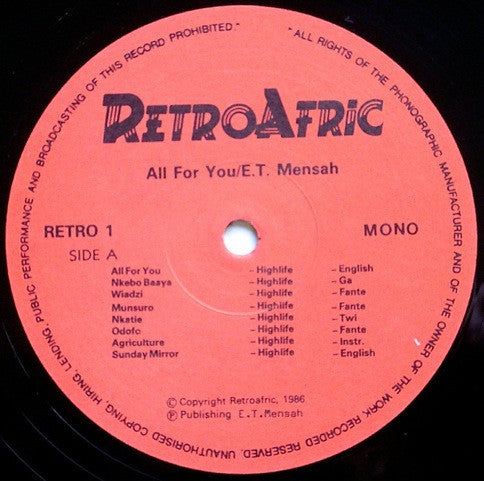 ALL RIGHTS OF THE PHONOGRAPHIC MANUFACTURER AND OF THE OWNER OF THE WORK RECORDED RESERVED. UNAUTHORISED COPYING HIRING, LENDING, PUBLIC PERFORMANCE AND BROADCASTING OF THIS RECORD PROHIBITED.
RETROAFRIC
All For You/E.T. Mensah
RETRO 1 MONO
SIDE A
All For You - Highlife - English
Nkebo Baaya - Highlife - Ga
Wiadzi - Highlife - Fante
Munsuro - Highlife - Fante
Nkatie - Highlife - Twi
Odofo - Highlife - Fante
Agriculture - Highlife - Instr.
Sunday Mirror - Highlife - English
© Copyright Retroafric, 1986
℗ Publishing E.T.Mensah